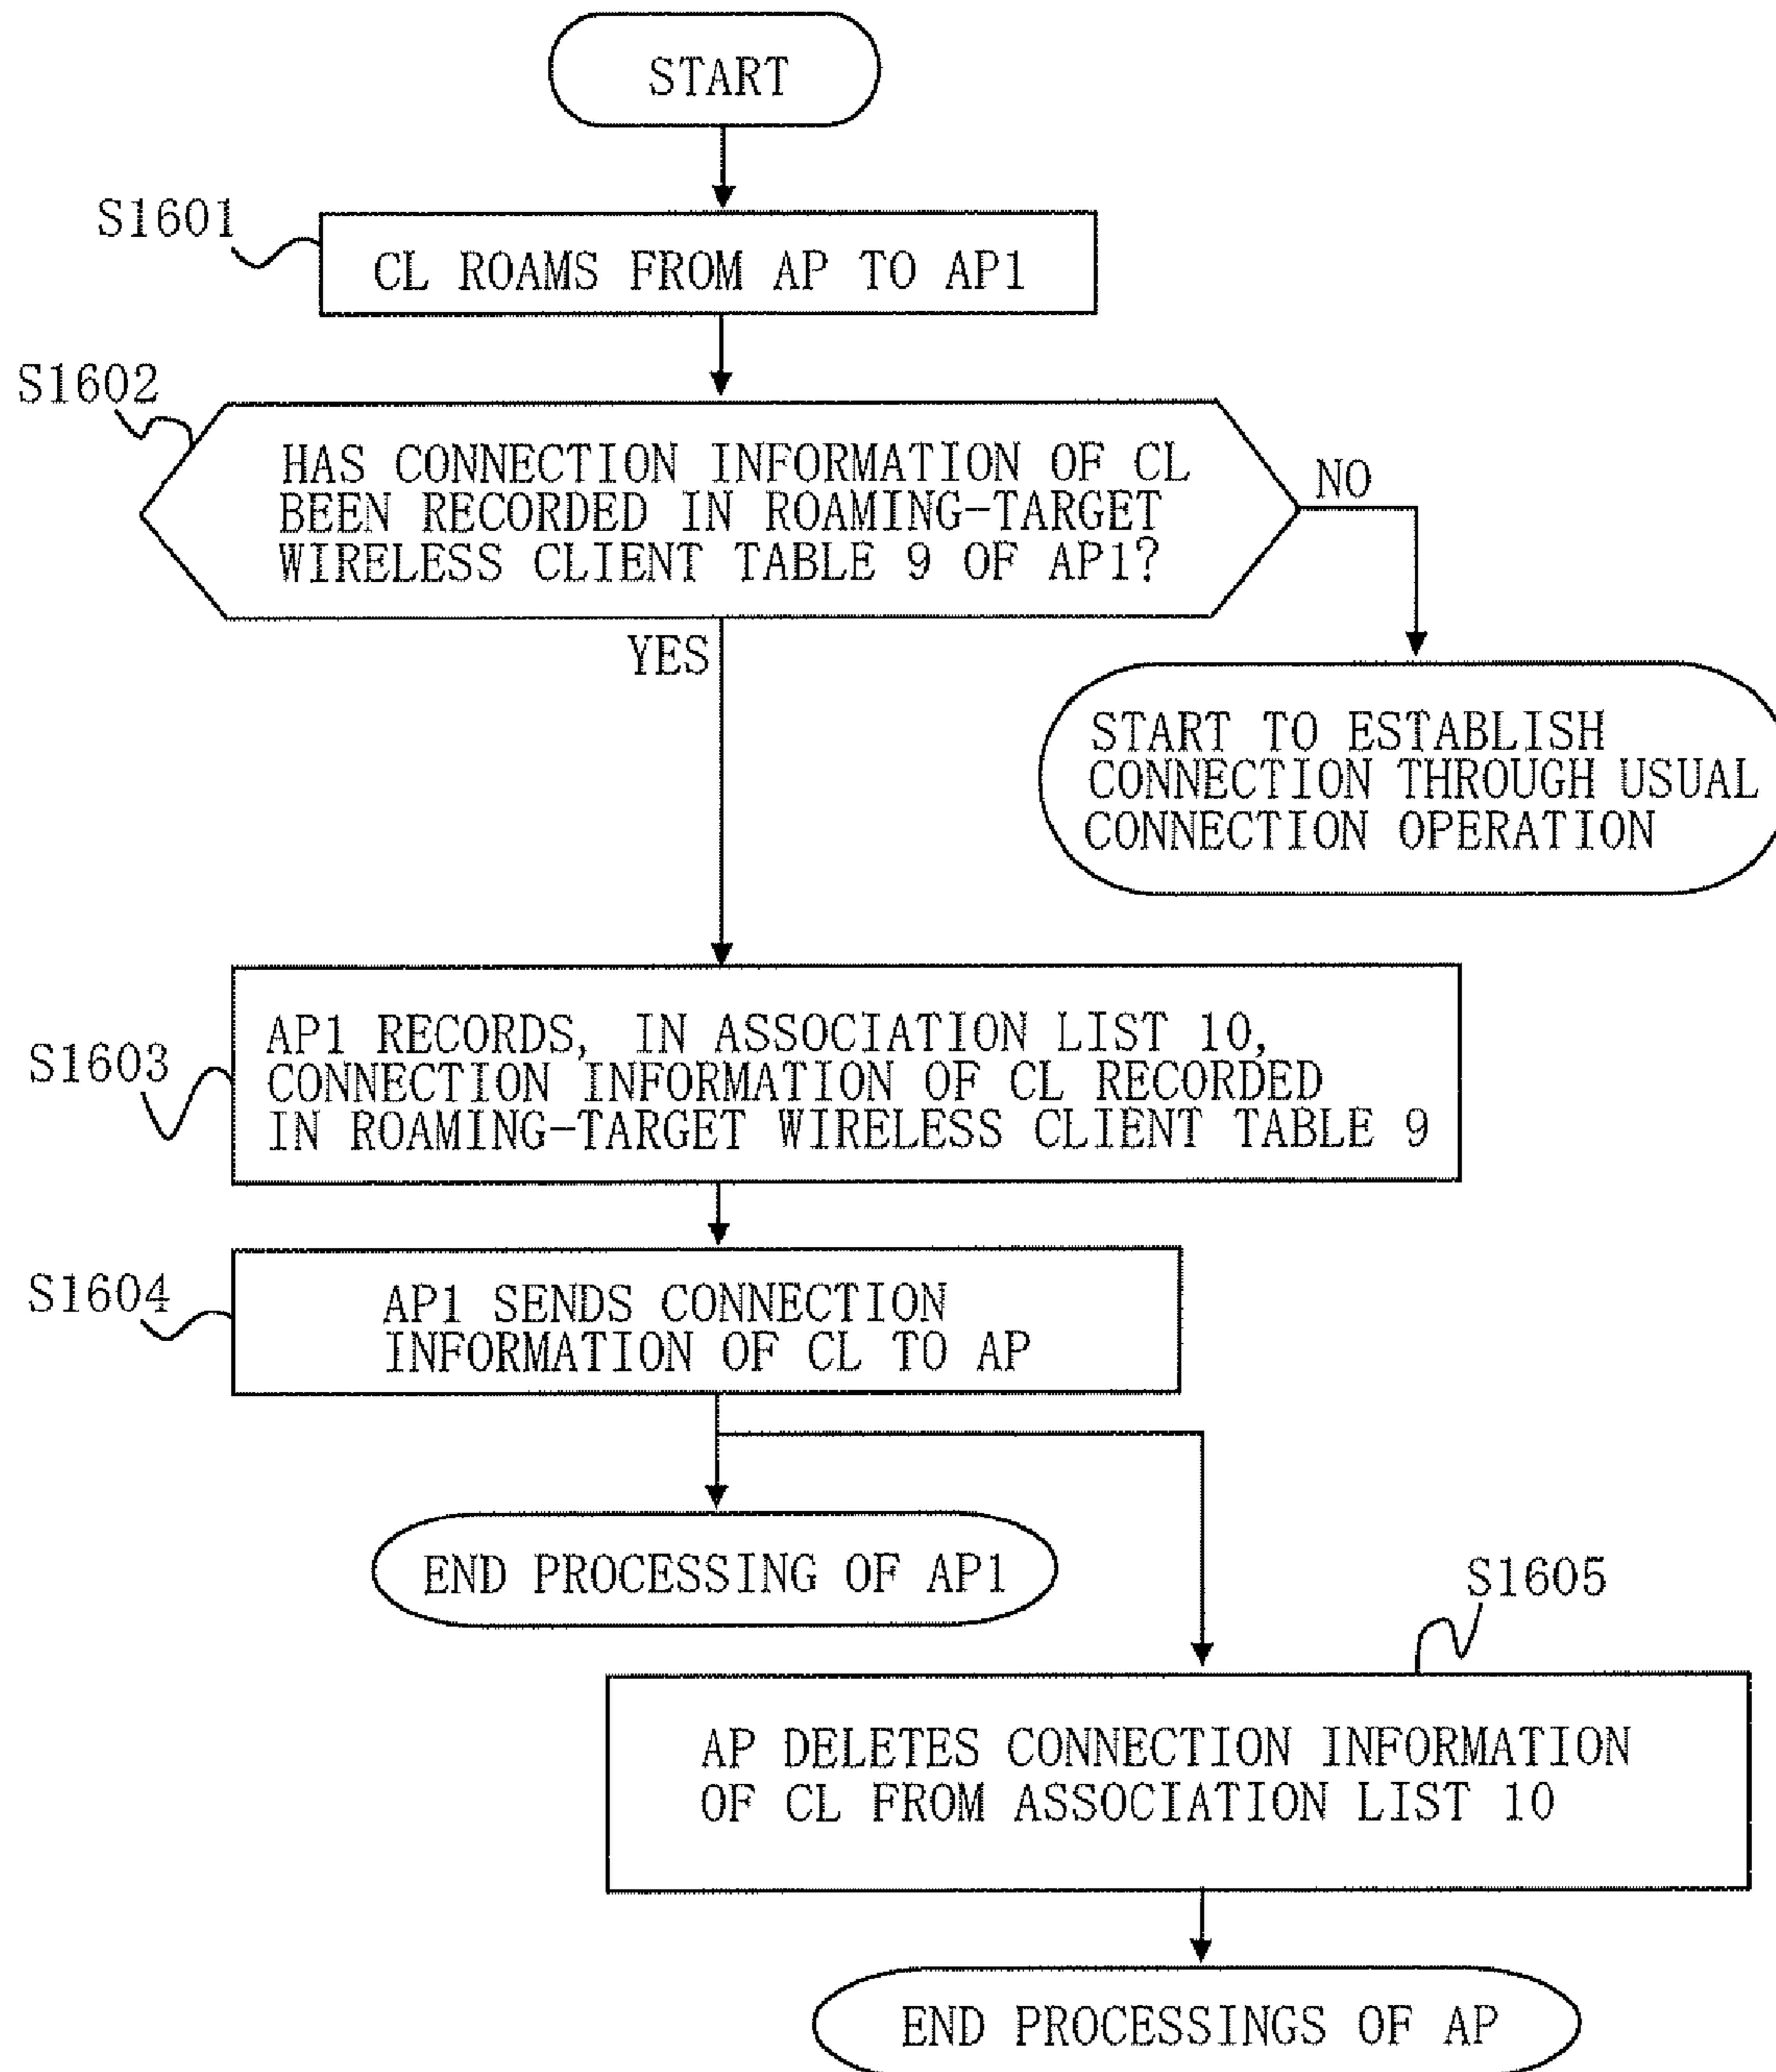 START
S1601
CL ROAMS FROM AP TO AP1
S1602
HAS CONNECTION INFORMATION OF CL
BEEN RECORDED IN ROAMING-TARGET
WIRELESS CLIENT TABLE 9 OF AP1?
NO
YES
START TO ESTABLISH
CONNECTION THROUGH USUAL
CONNECTION OPERATION
S1603
AP1 RECORDS, IN ASSOCIATION LIST 10,
CONNECTION INFORMATION OF CL RECORDED
IN ROAMING-TARGET WIRELESS CLIENT TABLE 9
S1604
AP1 SENDS CONNECTION
INFORMATION OF CL TO AP
END PROCESSING OF AP1
S1605
AP DELETES CONNECTION INFORMATION
OF CL FROM ASSOCIATION LIST 10
END PROCESSINGS OF AP